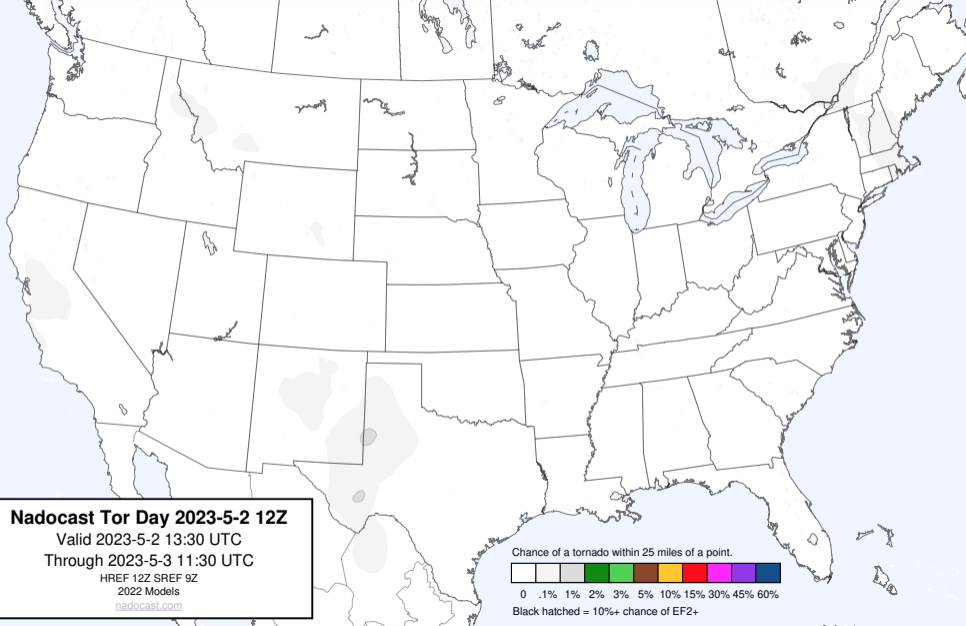 Nadocast Tor Day 2023-5-2 12Z
Valid 2023-5-2 13:30 UTC
Through 2023-5-3 11:30 UTC
HREF 12Z SREF 9Z
2022 Models
nadocast.com
Chance of a tornado within 25 miles of a point.
0 .1% 1% 2% 3% 5% 10% 15% 30% 45% 60%
Black hatched = 10%+ chance of EF2+